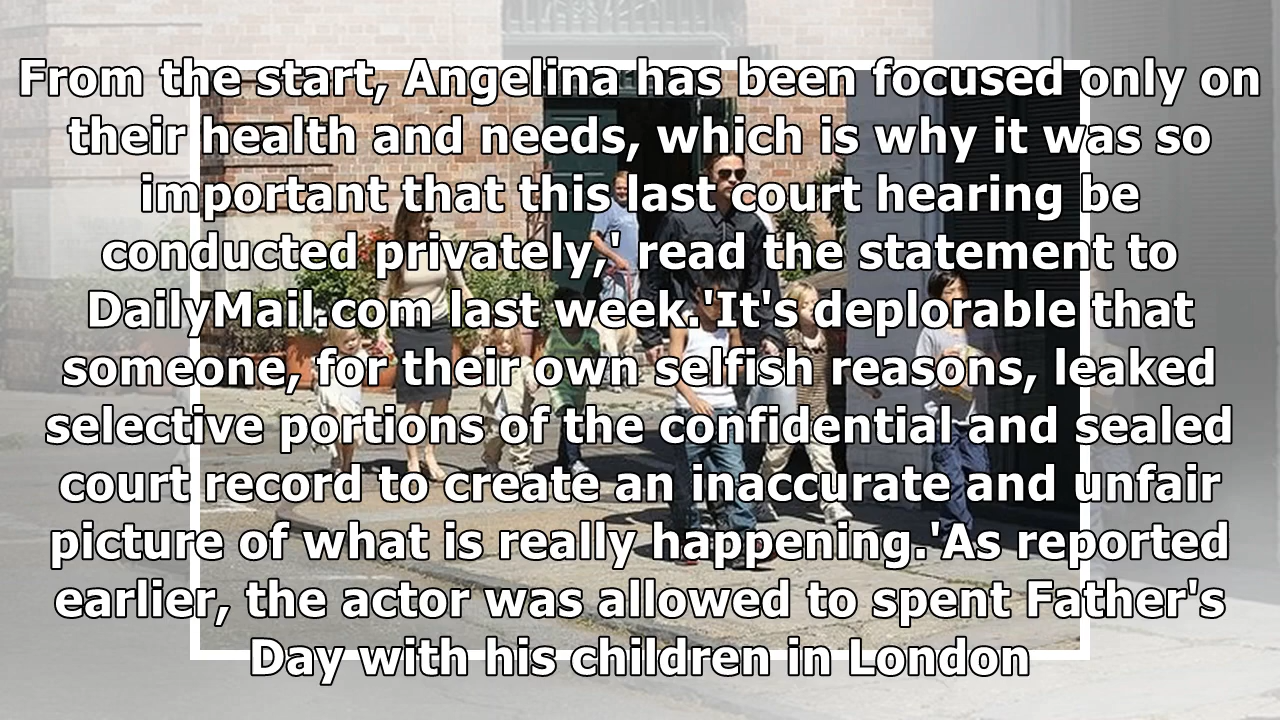 From the start, Angelina has been focused only on
their health and needs, which is why it was so
important that this last court hearing be
conducted privately,' read the statement to
DailyMail.com last week.'It's deplorable that
someone, for their own selfish reasons, leaked
selective portions of the confidential and sealed
court record to create an inaccurate and unfair
picture of what is really happening.'As reported
earlier, the actor was allowed to spent Father's
Day with his children in London